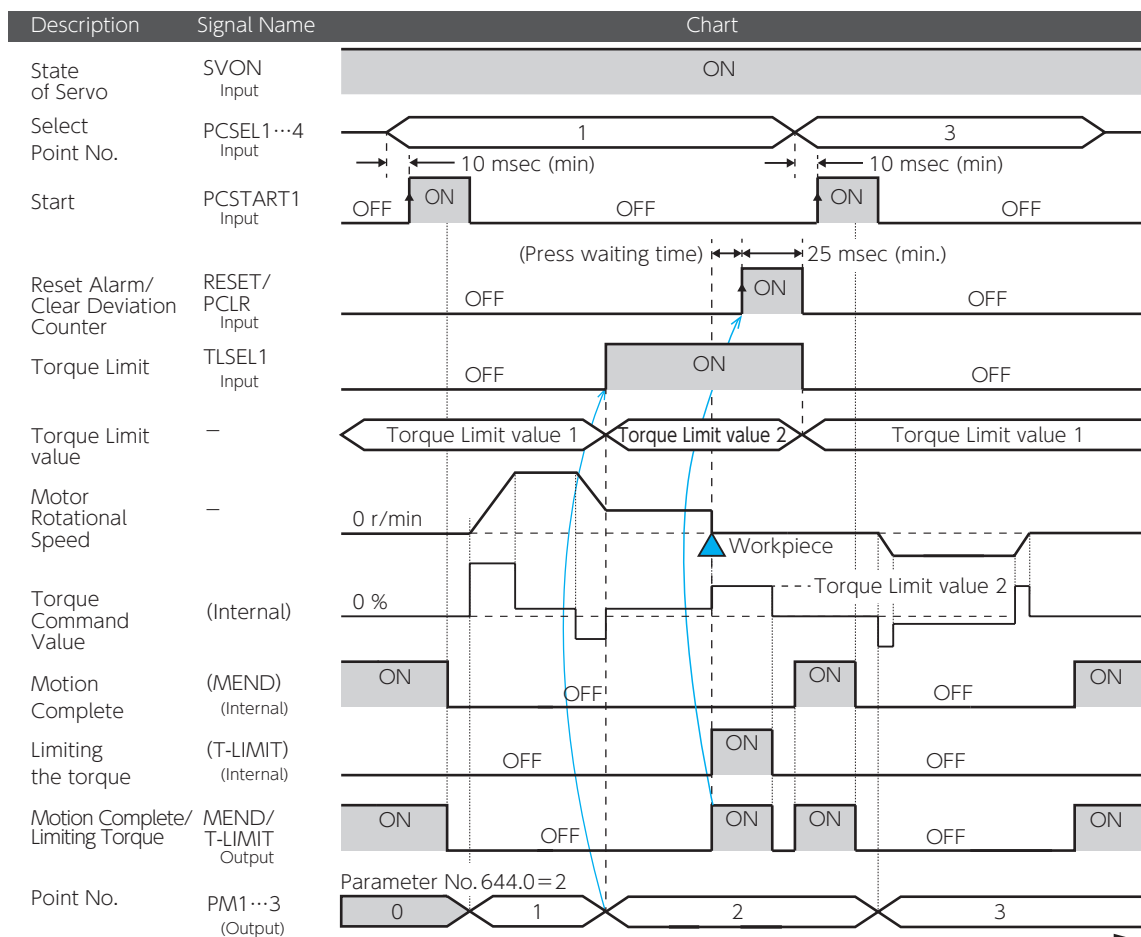 Description Signal Name Chart
State of Servo SVON Input ON
Select Point No. PCSEL1…4 Input 1 3
10 msec (min) 10 msec (min)
Start PCSTART1 Input OFF ON OFF ON OFF
(Press waiting time) 25 msec (min.)
Reset Alarm/ Clear Deviation Counter RESET/ PCLR Input OFF ON OFF
Torque Limit TLSEL1 Input OFF ON OFF
Torque Limit value – Torque Limit value 1 Torque Limit value 2 Torque Limit value 1
Motor Rotational Speed – 0 r/min
Workpiece
Torque Command Value (Internal) 0 % Torque Limit value 2
Motion Complete (MEND) (Internal) ON OFF ON OFF ON
Limiting the torque (T-LIMIT) (Internal) OFF ON OFF
Motion Complete/ Limiting Torque MEND/ T-LIMIT Output ON OFF ON ON OFF ON
Parameter No. 644.0=2
Point No. PM1…3 (Output) 0 1 2 3